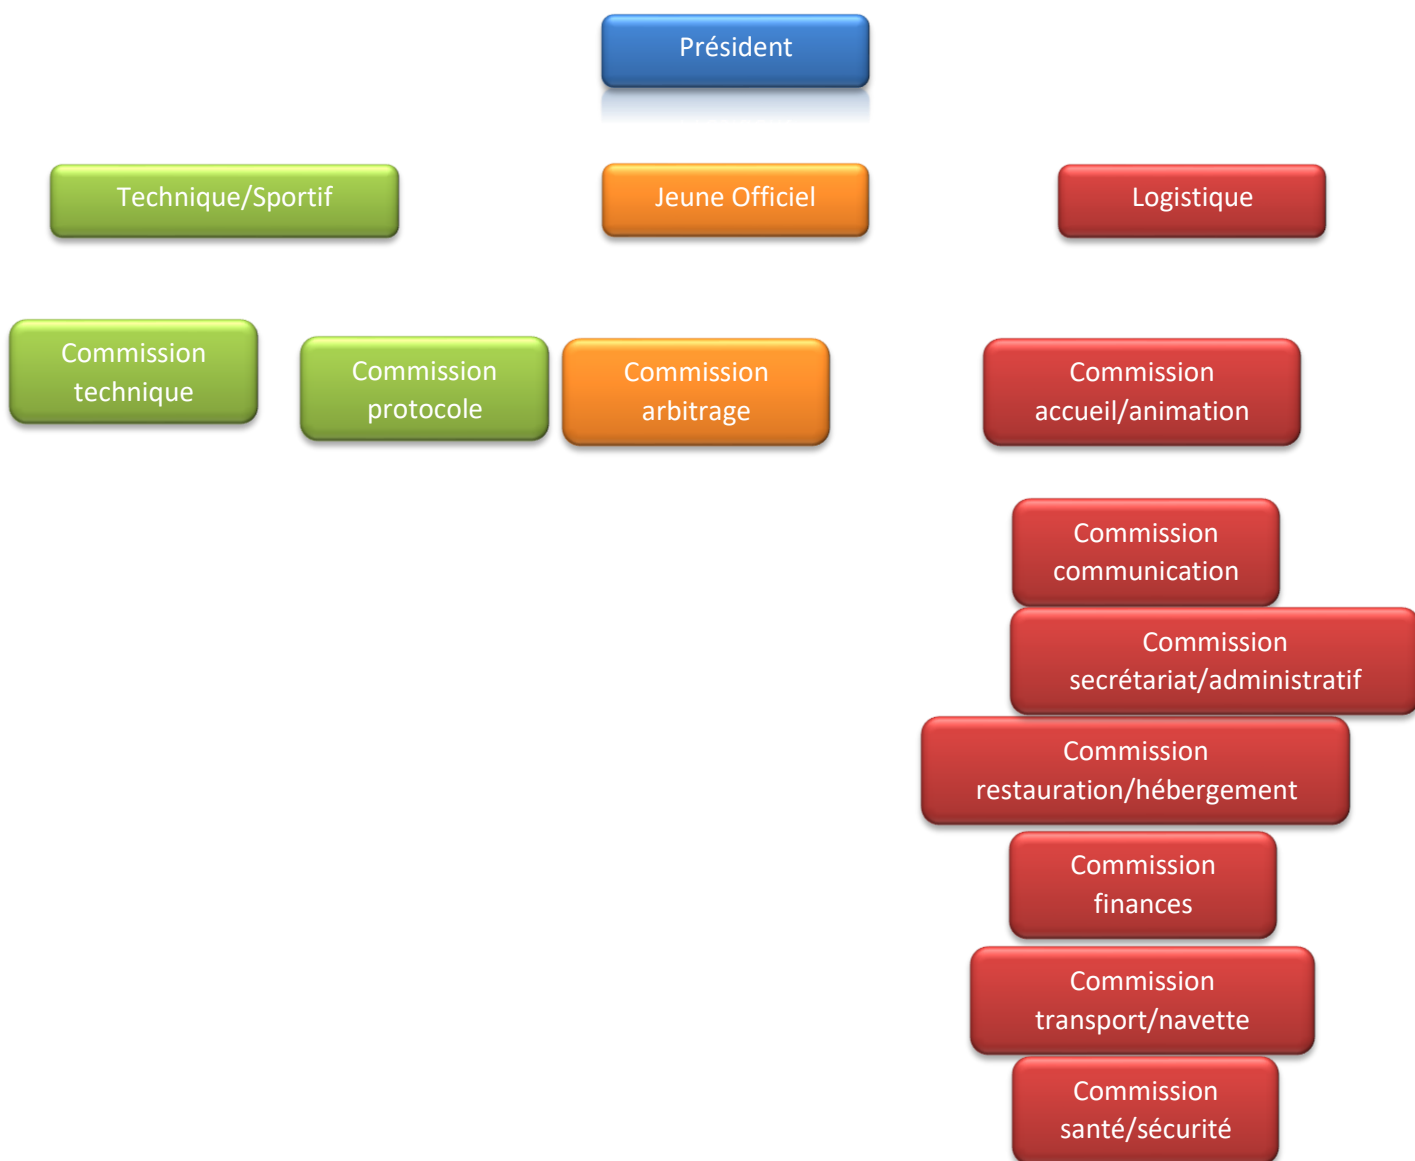 Président
Technique/Sportif
Jeune Officiel
Logistique
Commission
technique
Commission
protocole
Commission
arbitrage
Commission
accueil/animation
Commission
communication
Commission
secrétariat/administratif
Commission
restauration/hébergement
Commission
finances
Commission
transport/navette
Commission
santé/sécurité